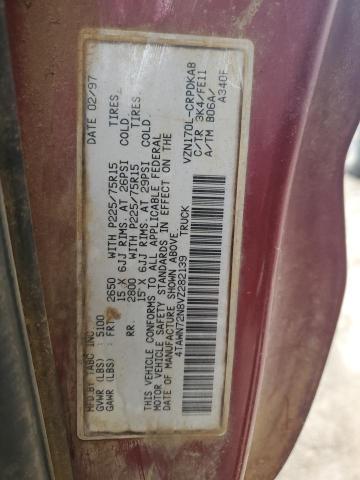 MFD BY TABC INC    DATE 02/97
GVWR (LBS) : 5100
GAWR (LBS) : FRT. 2650 WITH P225/75R15 TIRES
15 X 6JJ RIMS. AT 26PSI COLD
RR. 2800 WITH P225/75R15 TIRES
15 X 6JJ RIMS. AT 29PSI COLD.
THIS VEHICLE CONFORMS TO ALL APPLICABLE FEDERAL
MOTOR VEHICLE SAFETY STANDARDS IN EFFECT ON THE
DATE OF MANUFACTURE SHOWN ABOVE
4TAWN72N8VZ282139 TRUCK
VZN170L-CRPDKAB
C/TR 3K4/FE11
A/TM B06A/
A340F